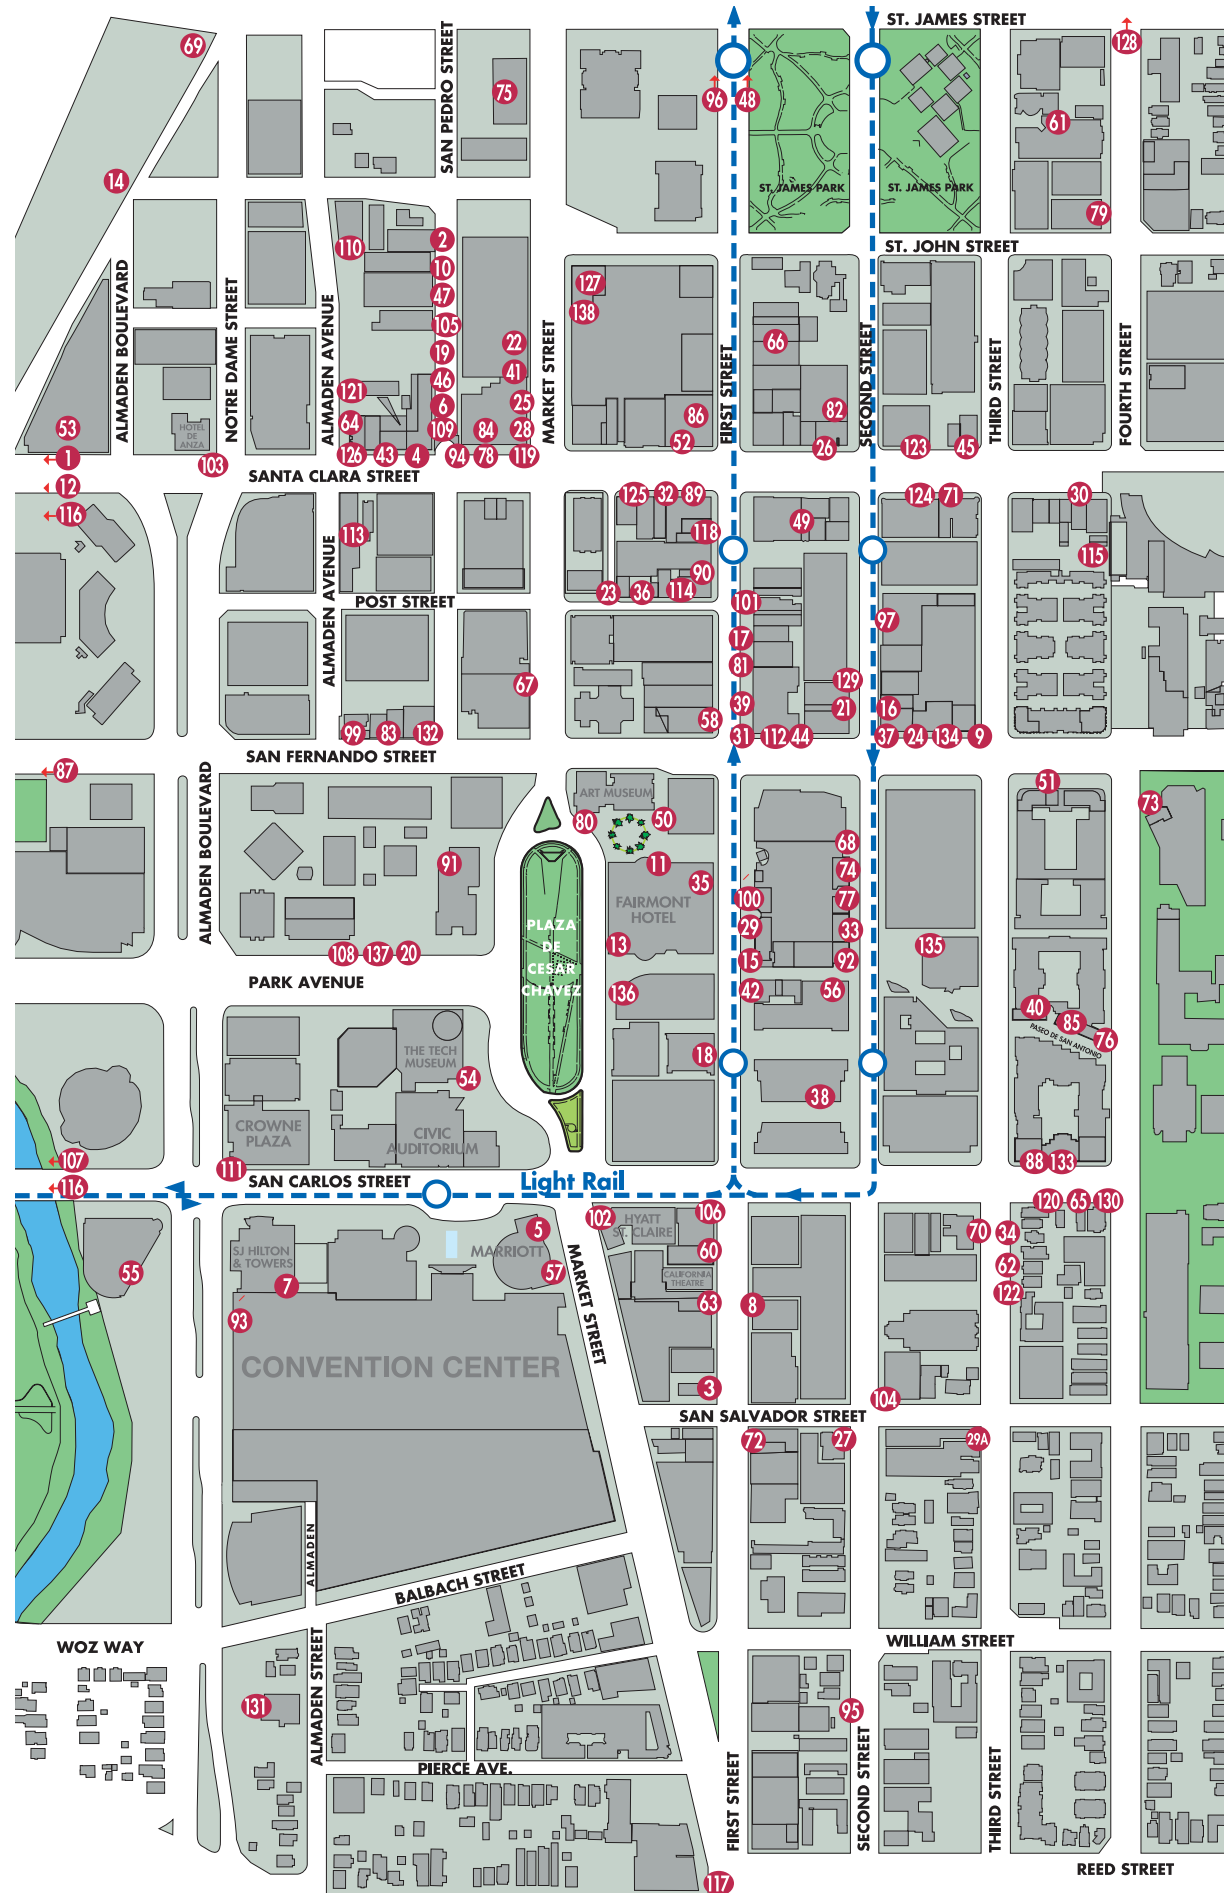 ST. JAMES STREET
69
128
SAN PEDRO STREET
75
96
48
61
14
ST. JAMES PARK
ST. JAMES PARK
79
110
2
ST. JOHN STREET
10
127
47
138
105
ALMADEN BOULEVARD
NOTRE DAME STREET
ALMADEN AVENUE
19
22
MARKET STREET
66
FIRST STREET
SECOND STREET
THIRD STREET
FOURTH STREET
41
46
121
6
25
86
82
53
HOTEL
DE
ANZA
64
109
84
28
52
26
123
45
1
103
126
43
4
94
78
119
SANTA CLARA STREET
12
116
125
32
89
124
71
30
113
49
118
115
ALMADEN AVENUE
90
23
36
114
POST STREET
101
97
17
81
67
129
39
16
21
58
99
83
132
31
112
44
37
24
134
9
SAN FERNANDO STREET
87
51
ALMADEN BOULEVARD
ART MUSEUM
80
50
73
68
91
11
74
35
FAIRMONT
HOTEL
100
77
PLAZA
DE
CESAR
CHAVEZ
29
33
13
135
108
137
20
15
92
PARK AVENUE
136
42
56
40
85
76
PASEO DE SAN ANTONIO
THE TECH
MUSEUM
54
18
38
CROWNE
PLAZA
CIVIC
AUDITORIUM
107
111
88
133
SAN CARLOS STREET
Light Rail
116
5
102
HYATT
ST. CLAIRE
106
120
65
130
70
34
SJ HILTON
& TOWERS
MARRIOTT
60
55
7
57
CALIFORNIA
THEATRE
62
MARKET STREET
93
63
8
122
CONVENTION CENTER
3
104
SAN SALVADOR STREET
72
27
29A
ALMADEN
BALBACH STREET
WOZ WAY
WILLIAM STREET
ALMADEN STREET
131
95
PIERCE AVE.
FIRST STREET
SECOND STREET
THIRD STREET
REED STREET
117